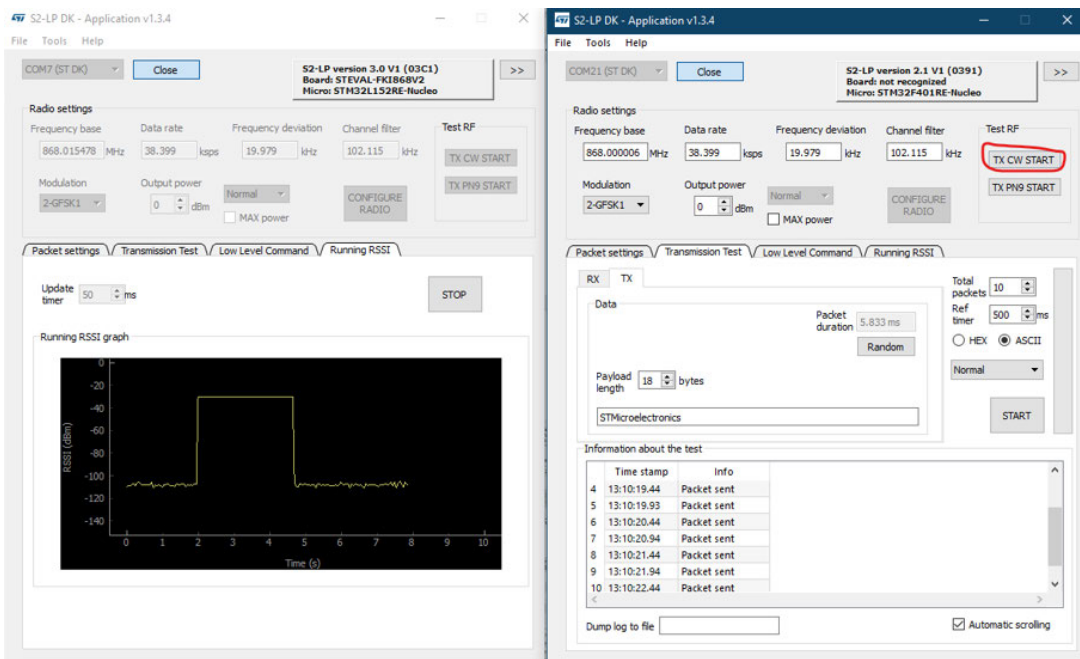 S2-LP DK - Application v1.3.4
File Tools Help
COM7 (ST DK)
Close
S2-LP version 3.0 V1 (03C1)
Board: STEVAL-FKI868V2
Micro: STM32L152RE-Nucleo
>>
Radio settings
Frequency base Data rate Frequency deviation Channel filter Test RF
868.015478 MHz 38.399 ksps 19.979 kHz 102.115 kHz TX CW START
Modulation Output power
2-GFSK1 0 dBm Normal MAX power CONFIGURE RADIO TX PN9 START
Packet settings Transmission Test Low Level Command Running RSSI
Update timer 50 ms STOP
Running RSSI graph
0
-20
-40
-60
-80
-100
-120
-140
RSSI (dBm)
0 1 2 3 4 5 6 7 8 9 10
Time (s)
S2-LP DK - Application v1.3.4
File Tools Help
COM21 (ST DK)
Close
S2-LP version 2.1 V1 (0391)
Board: not recognized
Micro: STM32F401RE-Nucleo
>>
Radio settings
Frequency base Data rate Frequency deviation Channel filter Test RF
868.000006 MHz 38.399 ksps 19.979 kHz 102.115 kHz TX CW START
Modulation Output power
2-GFSK1 0 dBm Normal MAX power CONFIGURE RADIO TX PN9 START
Packet settings Transmission Test Low Level Command Running RSSI
RX TX
Data
Packet duration 5.833 ms
Random
Payload length 18 bytes
STMicroelectronics
Total packets 10
Ref timer 500 ms
HEX ASCII
Normal
START
Information about the test
Time stamp Info
4 13:10:19.44 Packet sent
5 13:10:19.93 Packet sent
6 13:10:20.44 Packet sent
7 13:10:20.94 Packet sent
8 13:10:21.44 Packet sent
9 13:10:21.94 Packet sent
10 13:10:22.44 Packet sent
Dump log to file
Automatic scrolling